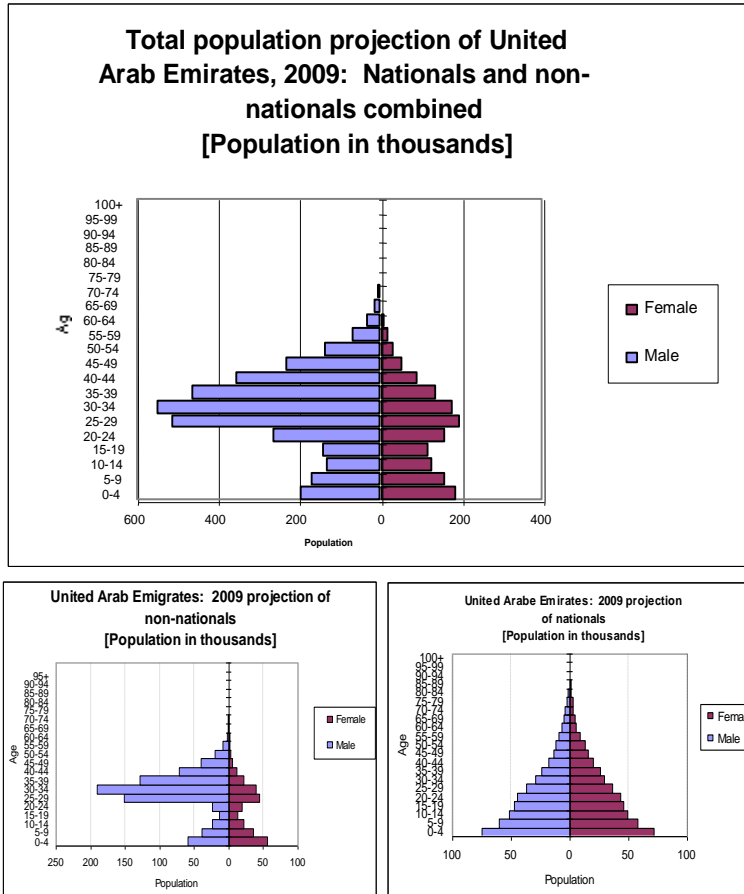 Total population projection of United
Arab Emirates, 2009: Nationals and non-
nationals combined
[Population in thousands]
100+
95-99
90-94
85-89
80-84
75-79
70-74
65-69
60-64
55-59
50-54
45-49
40-44
35-39
30-34
25-29
20-24
15-19
10-14
5-9
0-4
Ag
600 400 200 0 200 400
Population
Female
Male
United Arab Emigrates: 2009 projection of
non-nationals
[Population in thousands]
95+
90-94
85-89
80-84
75-79
70-74
65-69
60-64
55-59
50-54
45-49
40-44
35-39
30-34
25-29
20-24
15-19
10-14
5-9
0-4
Age
250 200 150 100 50 0 50 100
Population
Female
Male
United Arabe Emirates: 2009 projection
of nationals
[Population in thousands]
100+
95-99
90-94
85-89
80-84
75-79
70-74
65-69
60-64
55-59
50-54
45-49
40-44
35-39
30-34
25-29
20-24
15-19
10-14
5-9
0-4
Age
100 50 0 50 100
Population
Fema
Male